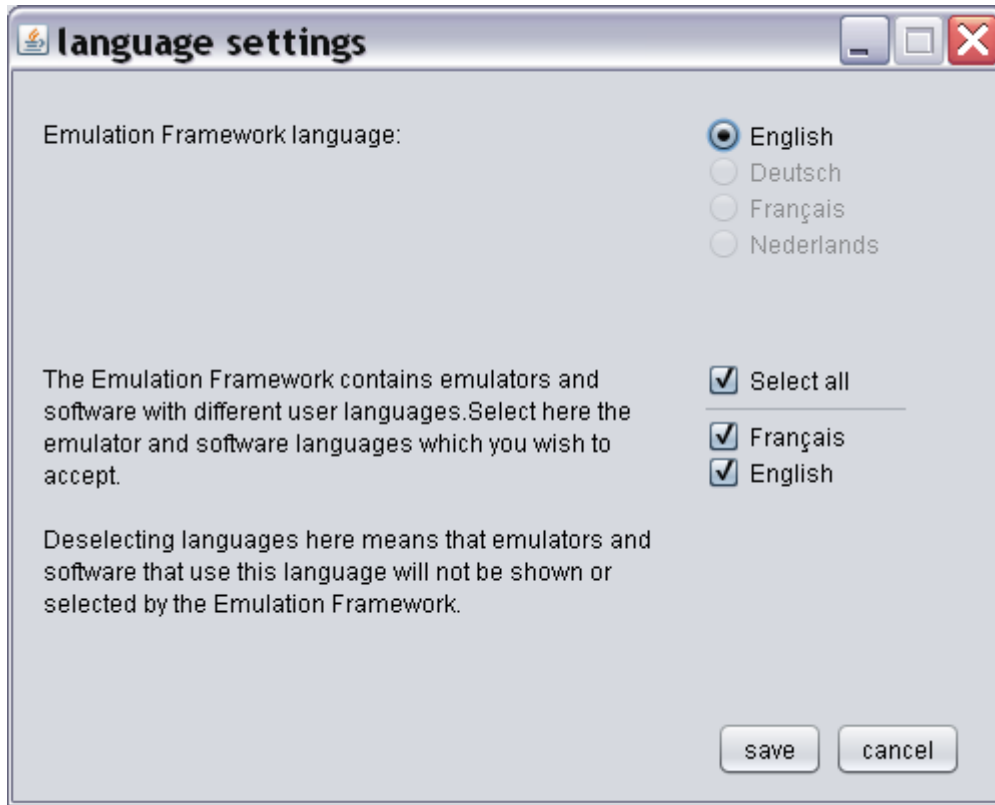 language settings
Emulation Framework language:
English
Deutsch
Français
Nederlands
The Emulation Framework contains emulators and
software with different user languages.Select here the
emulator and software languages which you wish to
accept.
Select all
Français
English
Deselecting languages here means that emulators and
software that use this language will not be shown or
selected by the Emulation Framework.
save
cancel